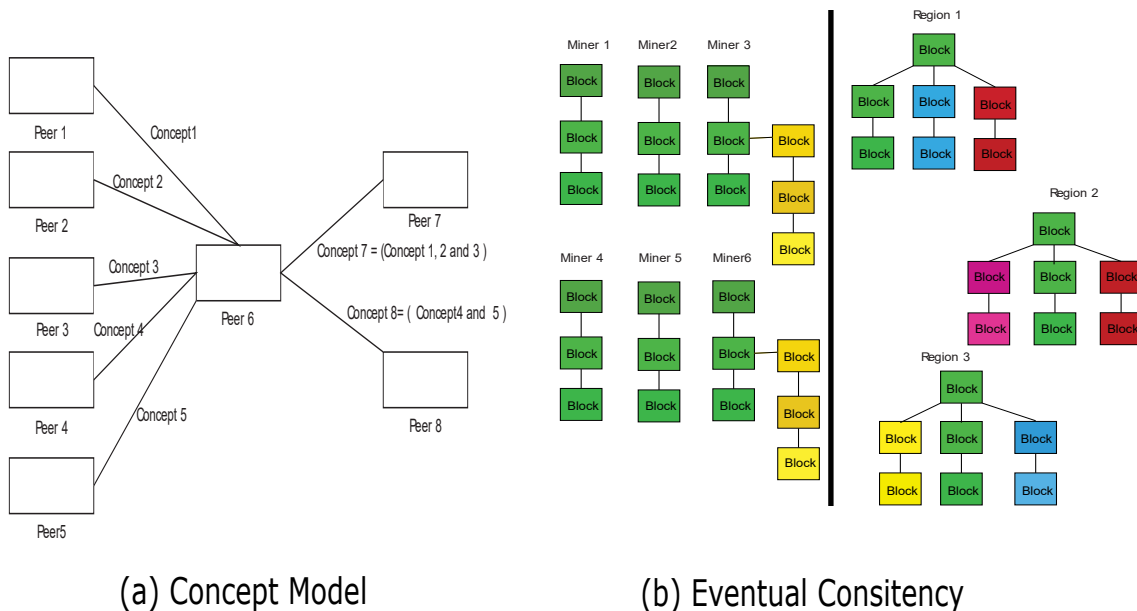 Peer 1
Concept1
Peer 2
Concept 2
Peer 3
Concept 3
Peer 4
Concept 4
Peer5
Concept 5
Peer 6
Peer 7
Concept 7 = (Concept 1, 2 and 3 )
Concept 8= ( Concept4 and 5 )
Peer 8
(a) Concept Model
Miner 1 Miner2 Miner 3
Block Block Block
Block Block Block Block
Block Block Block Block
Block
Miner 4 Miner 5 Miner6
Block Block Block
Block Block Block Block
Block Block Block Block
Block
Region 1
Block
Block Block Block
Block Block Block
Region 2
Block
Block Block Block
Block Block Block
Region 3
Block
Block Block Block
Block Block Block
(b) Eventual Consitency